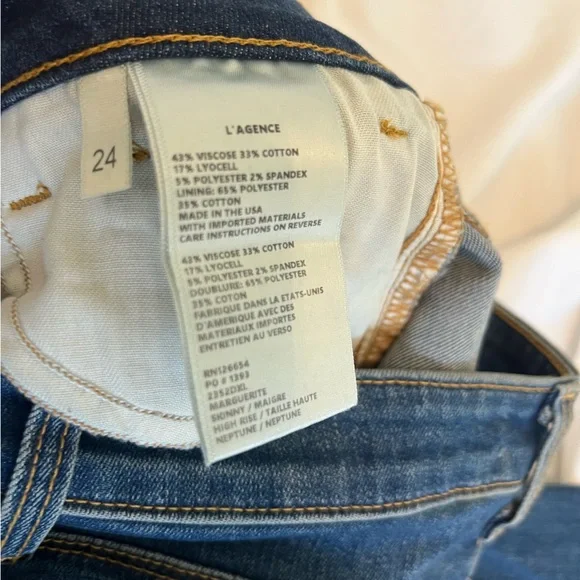 24
L'AGENCE
43% VISCOSE 33% COTTON
17% LYOCELL
5% POLYESTER 2% SPANDEX
LINING: 65% POLYESTER
35% COTTON
MADE IN THE USA
WITH IMPORTED MATERIALS
CARE INSTRUCTIONS ON REVERSE
43% VISCOSE 33% COTTON
17% LYOCELL
5% POLYESTER 2% SPANDEX
DOUBLURE: 65% POLYESTER
35% COTON
FABRIQUE DANS LA ETATS-UNIS
D'AMERIQUE AVEC DES
MATERIAUX IMPORTES
ENTRETIEN AU VERSO
RN126654
PO # 1393
2352DXL
MARGUERITE
SKINNY / MAIGRE
HIGH RISE / TAILLE HAUTE
NEPTUNE / NEPTUNE